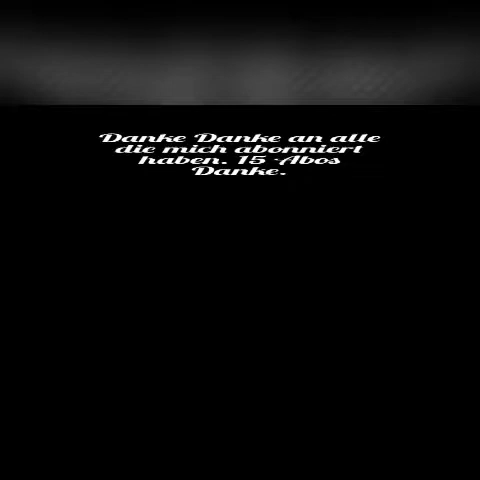 Danke Danke an alle
die mich abonniert
haben. 15 Abos
Danke.